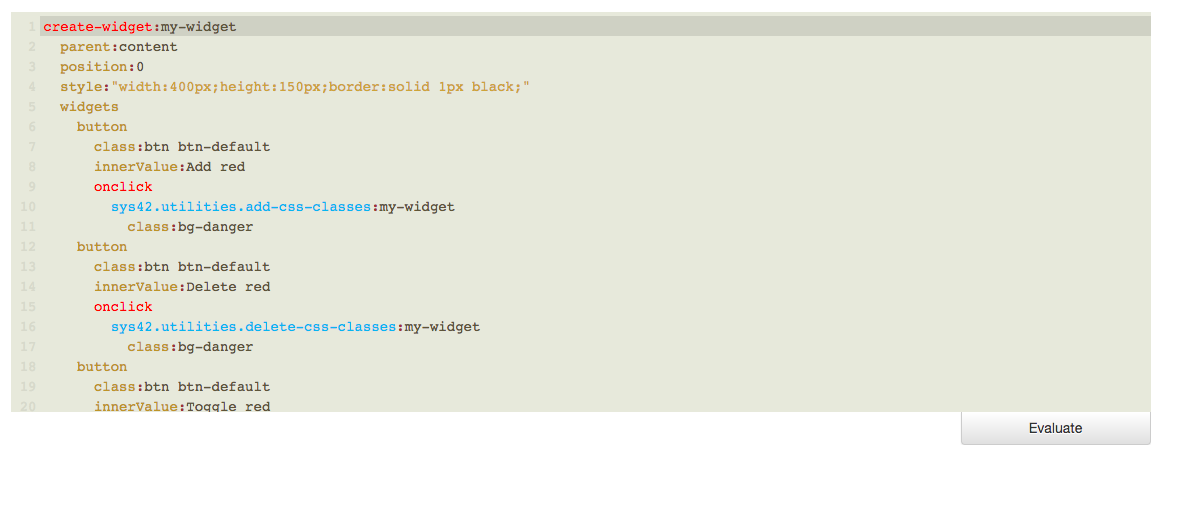 1 create-widget:my-widget
2 parent:content
3 position:0
4 style:"width:400px;height:150px;border:solid 1px black;"
5 widgets
6 button
7 class:btn btn-default
8 innerValue:Add red
9 onclick
10 sys42.utilities.add-css-classes:my-widget
11 class:bg-danger
12 button
13 class:btn btn-default
14 innerValue:Delete red
15 onclick
16 sys42.utilities.delete-css-classes:my-widget
17 class:bg-danger
18 button
19 class:btn btn-default
20 innerValue:Toggle red
Evaluate